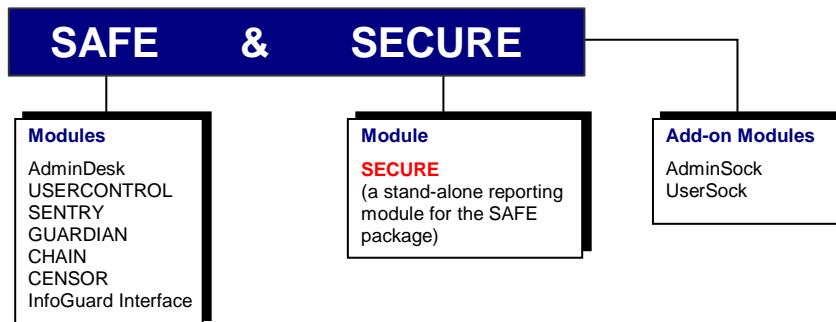 SAFE & SECURE
Modules
AdminDesk
USERCONTROL
SENTRY
GUARDIAN
CHAIN
CENSOR
InfoGuard Interface
Module
SECURE
(a stand-alone reporting
module for the SAFE
package)
Add-on Modules
AdminSock
UserSock